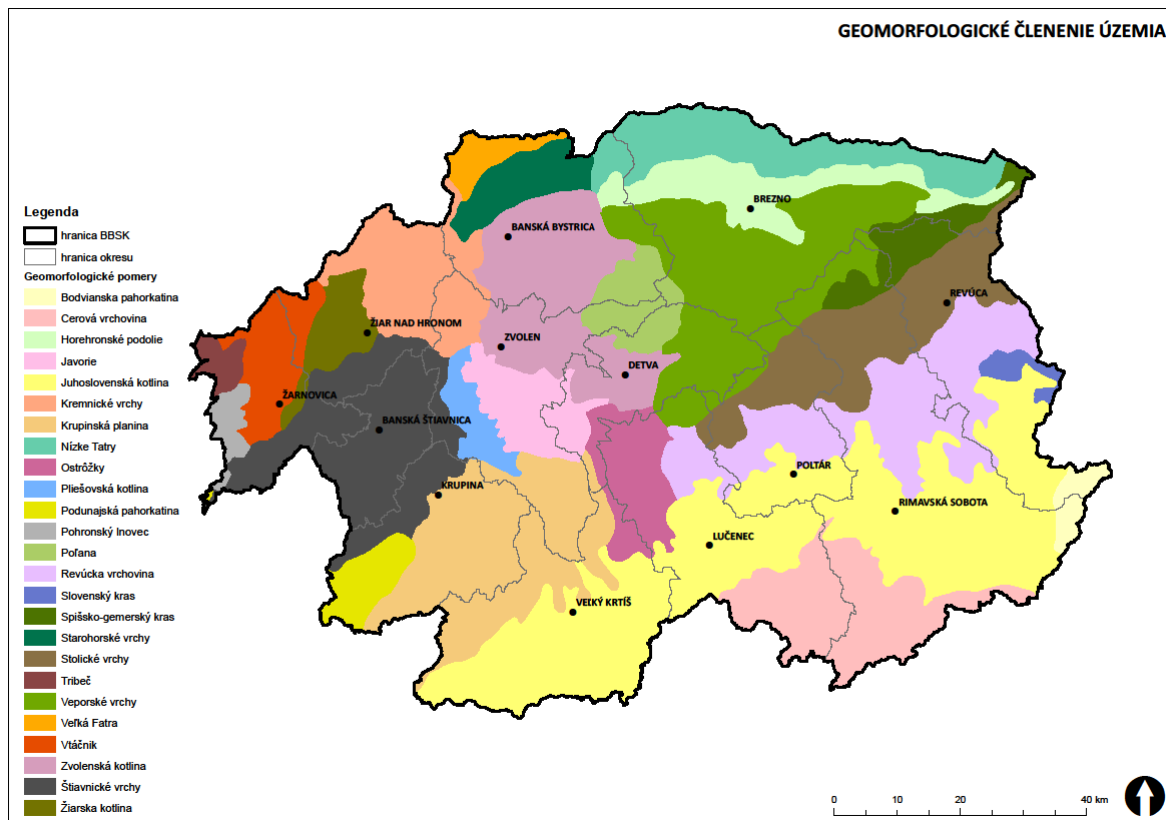 GEOMORFOLOGICKÉ ČLENENIE ÚZEMIA
Legenda
hranica BBSK
hranica okresu
Geomorfologické pomery
Bodvianska pahorkatina
Cerová vrchovina
Horehronské podolie
Javorie
Juhoslovenská kotlina
Kremnické vrchy
Krupinská planina
Nízke Tatry
Ostrôžky
Pliešovská kotlina
Podunajská pahorkatina
Pohronský Inovec
Poľana
Revúcka vrchovina
Slovenský kras
Spišsko-gemerský kras
Starohorské vrchy
Stolické vrchy
Tribeč
Veporské vrchy
Veľká Fatra
Vtáčnik
Zvolenská kotlina
Štiavnické vrchy
Žiarska kotlina
BREZNO
BANSKÁ BYSTRICA
REVÚCA
ŽIAR NAD HRONOM
ZVOLEN
DETVA
ŽARNOVICA
BANSKÁ ŠTIAVNICA
POLTÁR
KRUPINA
RIMAVSKÁ SOBOTA
LUČENEC
VEĽKÝ KRTÍŠ
0 10 20 40 km